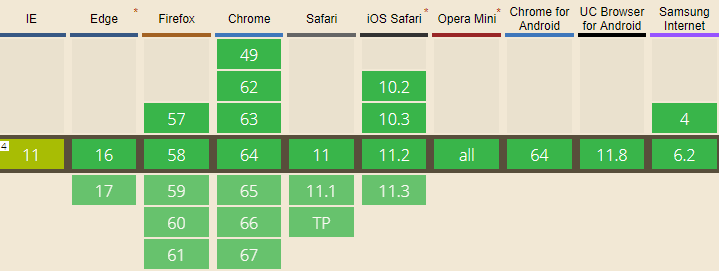 IE Edge * Firefox Chrome Safari iOS Safari * Opera Mini * Chrome for Android UC Browser for Android Samsung Internet
49
62 10.2
57 63 10.3 4
4 11 16 58 64 11 11.2 all 64 11.8 6.2
17 59 65 11.1 11.3
60 66 TP
61 67